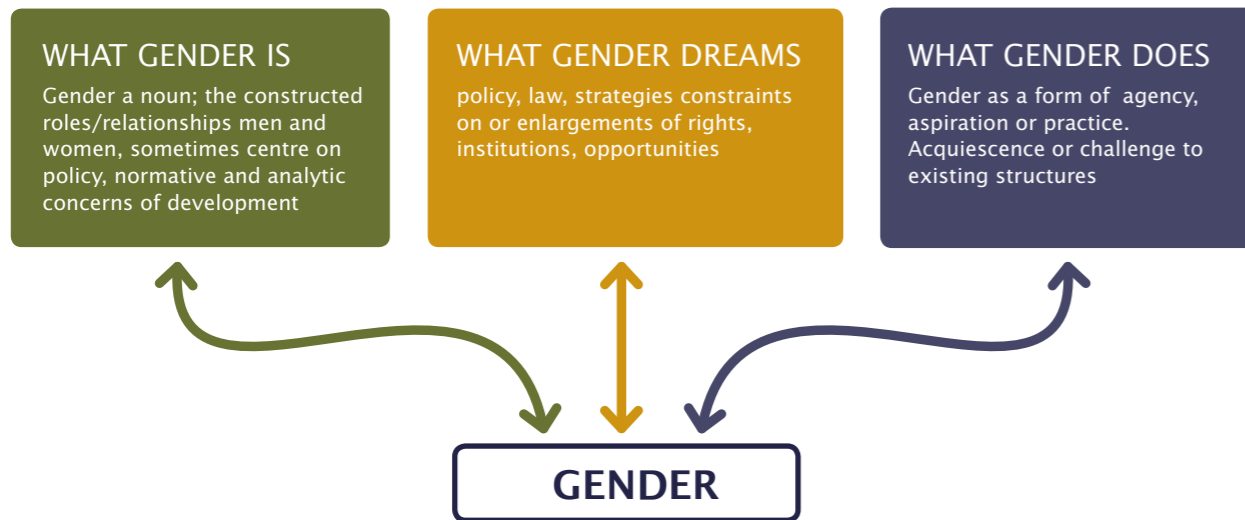 WHAT GENDER IS
Gender a noun; the constructed
roles/relationships men and
women, sometimes centre on
policy, normative and analytic
concerns of development
WHAT GENDER DREAMS
policy, law, strategies constraints
on or enlargements of rights,
institutions, opportunities
WHAT GENDER DOES
Gender as a form of agency,
aspiration or practice.
Acquiescence or challenge to
existing structures
GENDER